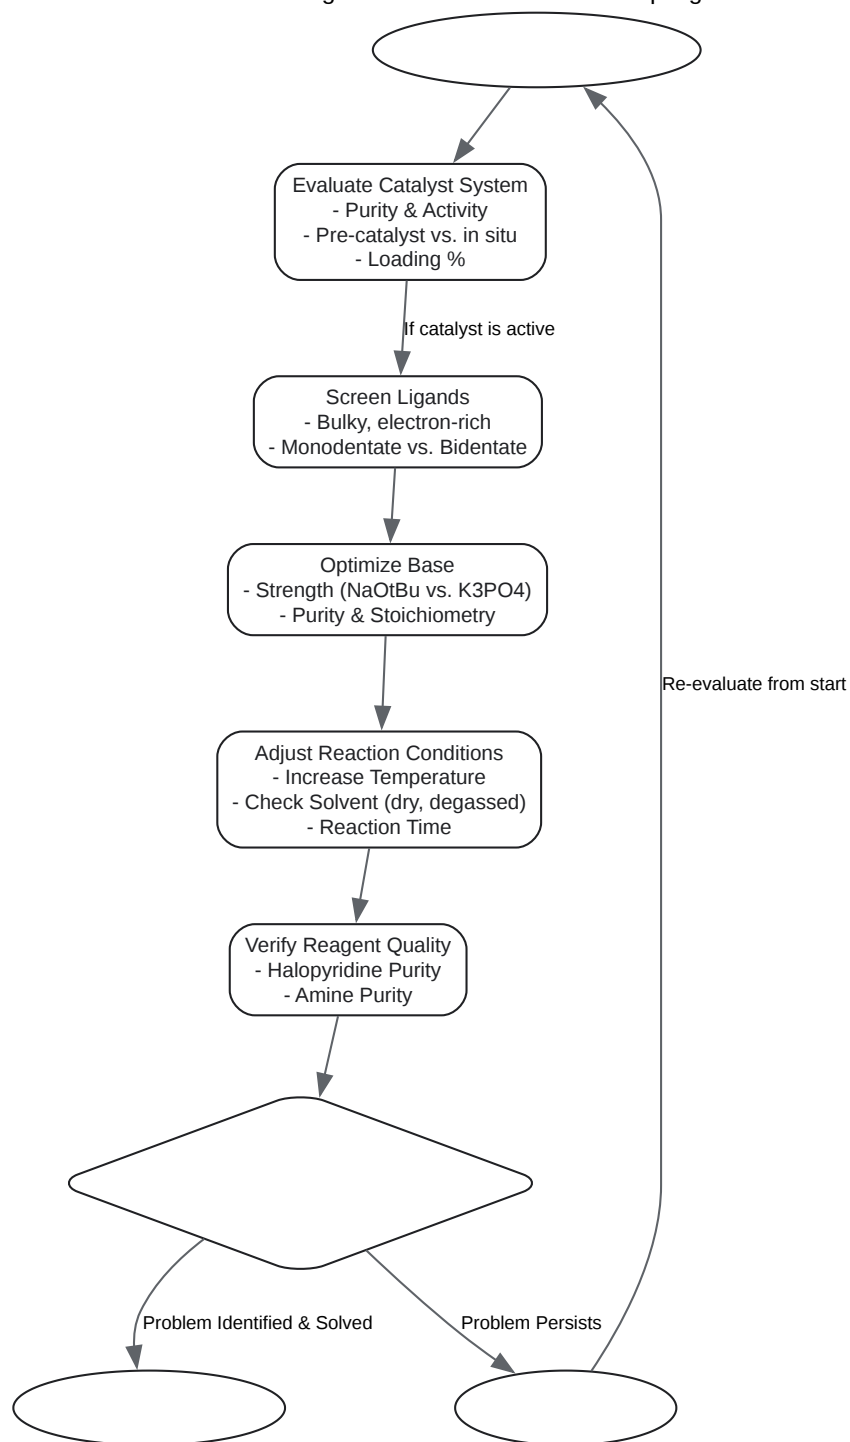 Evaluate Catalyst System
- Purity & Activity
- Pre-catalyst vs. in situ
- Loading %
If catalyst is active
Screen Ligands
- Bulky, electron-rich
- Monodentate vs. Bidentate
Optimize Base
- Strength (NaOtBu vs. K3PO4)
- Purity & Stoichiometry
Re-evaluate from start
Adjust Reaction Conditions
- Increase Temperature
- Check Solvent (dry, degassed)
- Reaction Time
Verify Reagent Quality
- Halopyridine Purity
- Amine Purity
Problem Identified & Solved
Problem Persists